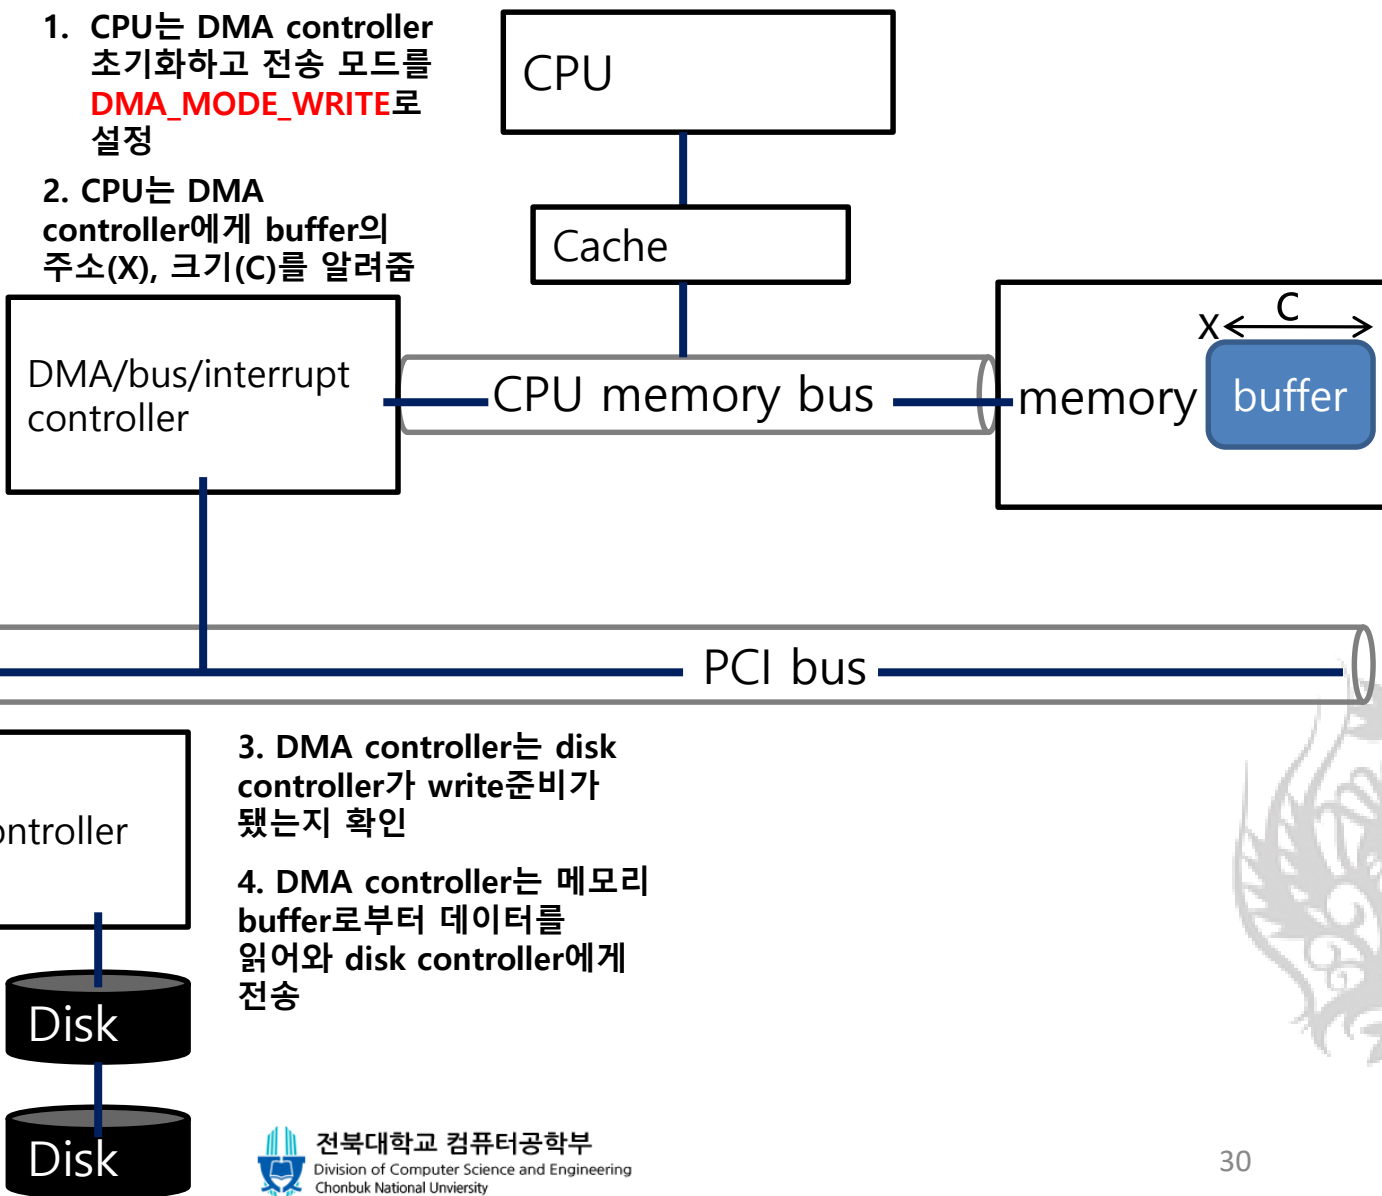 1. CPU는 DMA controller
초기화하고 전송 모드를
DMA_MODE_WRITE로
설정
2. CPU는 DMA
controller에게 buffer의
주소(X), 크기(C)를 알려줌
CPU
Cache
DMA/bus/interrupt
controller
CPU memory bus
memory
X
C
buffer
PCI bus
ontroller
3. DMA controller는 disk
controller가 write준비가
됐는지 확인
4. DMA controller는 메모리
buffer로부터 데이터를
읽어와 disk controller에게
전송
Disk
Disk
전북대학교 컴퓨터공학부
Division of Computer Science and Engineering
Chonbuk National Unviersity
30